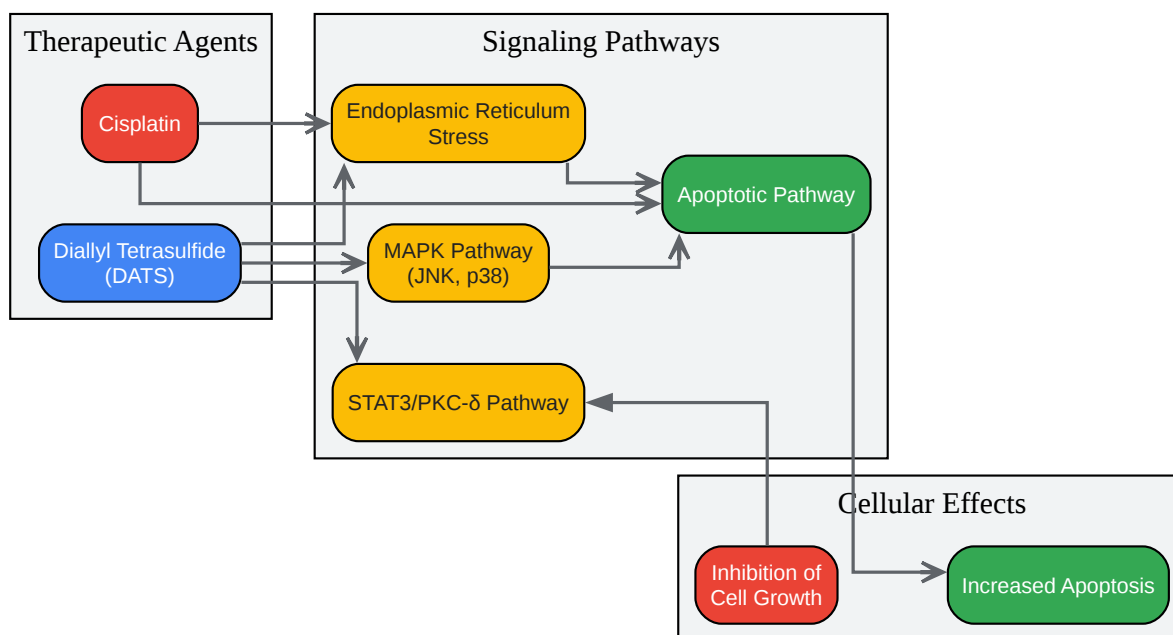 Therapeutic Agents
Signaling Pathways
Cisplatin
Endoplasmic Reticulum
Stress
Apoptotic Pathway
Diallyl Tetrasulfide
(DATS)
MAPK Pathway
(JNK, p38)
STAT3/PKC-δ Pathway
Cellular Effects
Inhibition of
Cell Growth
Increased Apoptosis